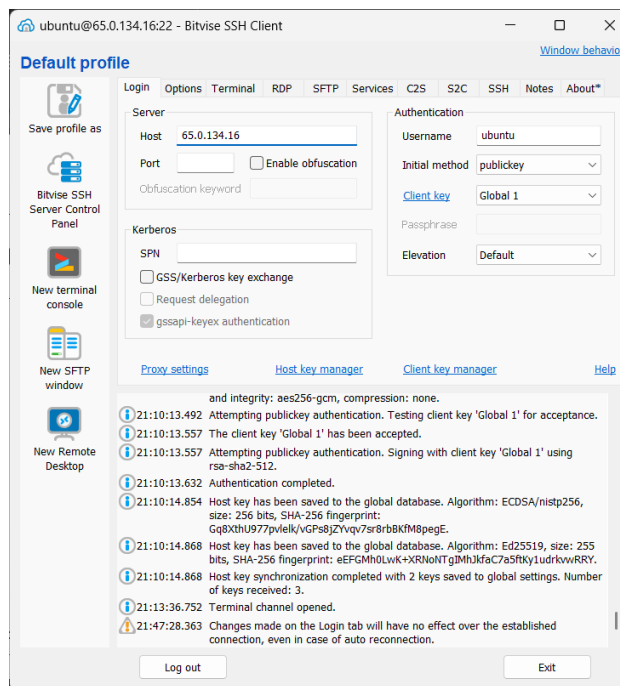 ubuntu@65.0.134.16:22 - Bitvise SSH Client
Window behavio
Default profile
Save profile as
Bitvise SSH
Server Control
Panel
New terminal
console
New SFTP
window
New Remote
Desktop
Login Options Terminal RDP SFTP Services C2S S2C SSH Notes About*
Server
Host 65.0.134.16
Port Enable obfuscation
Obfuscation keyword
Kerberos
SPN
GSS/Kerberos key exchange
Request delegation
gssapi-keyex authentication
Authentication
Username ubuntu
Initial method publickey
Client key Global 1
Passphrase
Elevation Default
Proxy settings Host key manager Client key manager Help
and integrity: aes256-gcm, compression: none.
21:10:13.492 Attempting publickey authentication. Testing client key 'Global 1' for acceptance.
21:10:13.557 The client key 'Global 1' has been accepted.
21:10:13.557 Attempting publickey authentication. Signing with client key 'Global 1' using
rsa-sha2-512.
21:10:13.632 Authentication completed.
21:10:14.854 Host key has been saved to the global database. Algorithm: ECDSA/nistp256,
size: 256 bits, SHA-256 fingerprint:
Gq8XthU977pvlelk/vGPs8jZYvqv7sr8rbBKfM8pegE.
21:10:14.868 Host key has been saved to the global database. Algorithm: Ed25519, size: 255
bits, SHA-256 fingerprint: eEFGMh0LwK+XRNoNTgIMhJkfaC7a5ftKy1udrkvwRRY.
21:10:14.868 Host key synchronization completed with 2 keys saved to global settings. Number
of keys received: 3.
21:13:36.752 Terminal channel opened.
21:47:28.363 Changes made on the Login tab will have no effect over the established
connection, even in case of auto reconnection.
Log out Exit